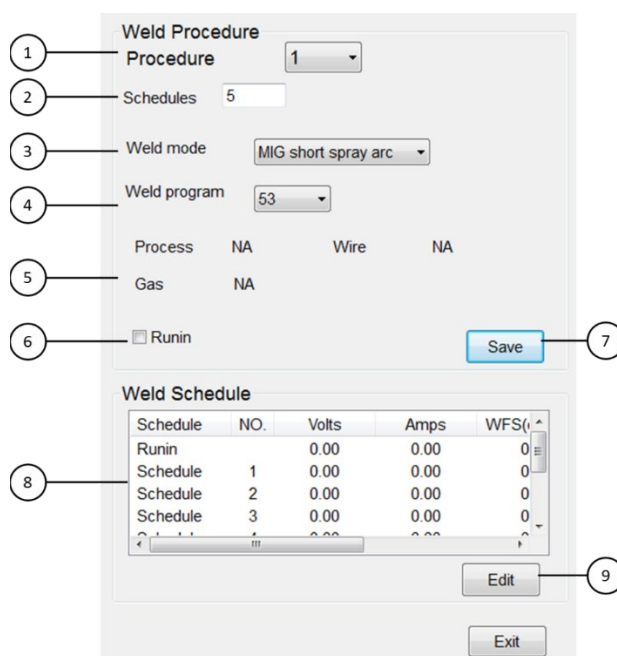 Weld Procedure
1 Procedure 1
2 Schedules 5
3 Weld mode MIG short spray arc
4 Weld program 53
Process NA Wire NA
5
Gas NA
6 Runin Save 7
Weld Schedule
Schedule NO. Volts Amps WFS(
Runin 0.00 0.00 0
Schedule 1 0.00 0.00 0
8 Schedule 2 0.00 0.00 0
Schedule 3 0.00 0.00 0
Edit 9
Exit